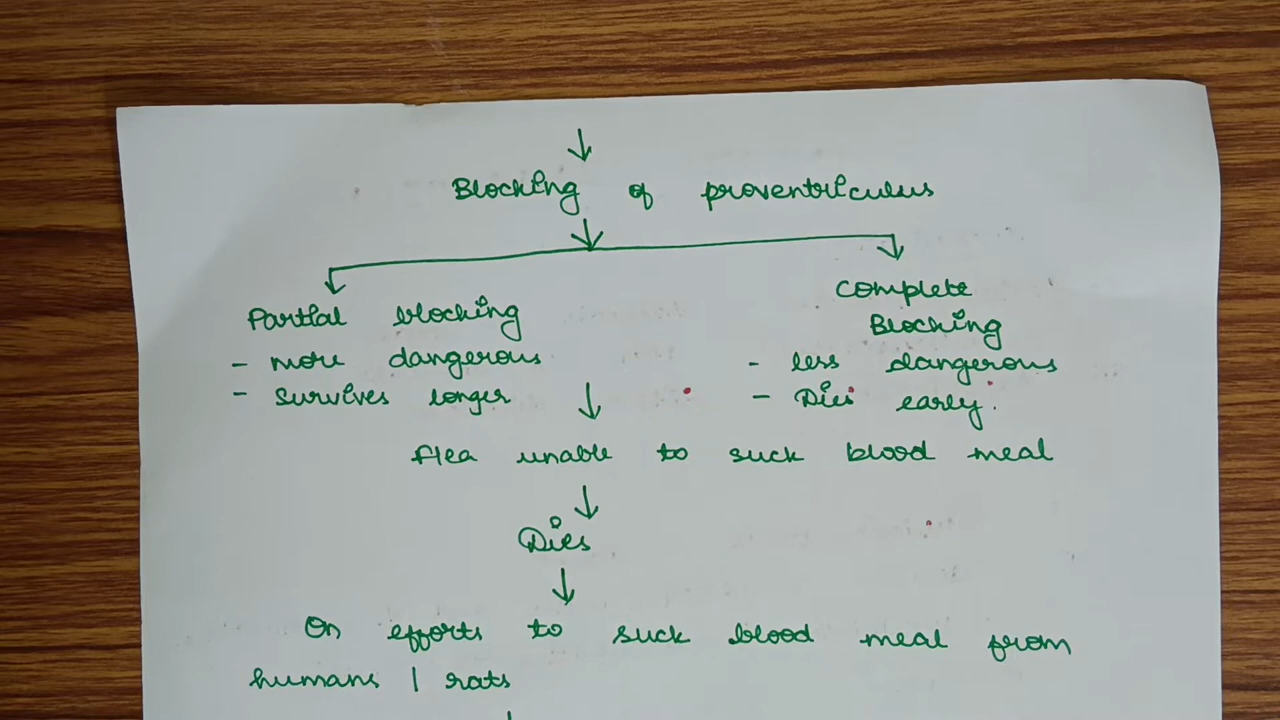 ↓
Blocking of proventriculus
↓
Partial blocking
- more dangerous
- survives longer
Complete
Blocking
- less dangerous
- Dies early.
↓
flea unable to suck blood meal
↓
Dies
↓
On efforts to suck blood meal from
humans / rats